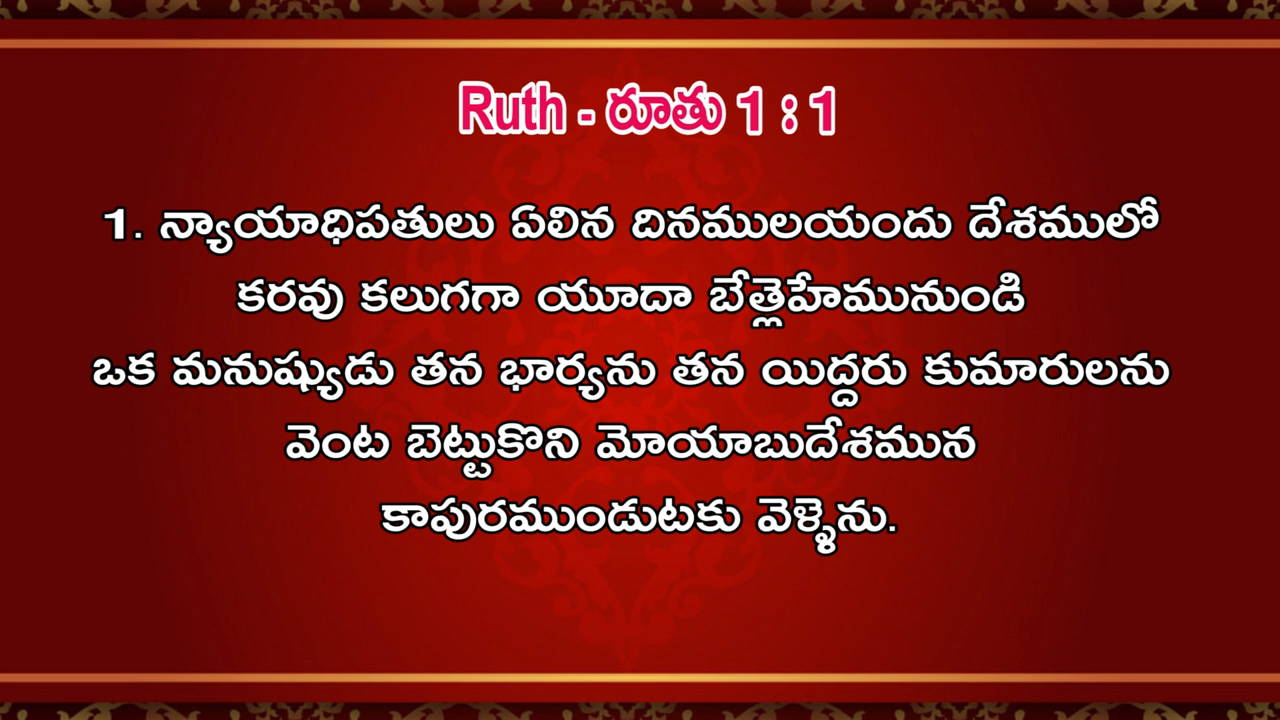 Ruth - రూతు 1 : 1
1. న్యాయాధిపతులు ఏలిన దినములయందు దేశములో
కరవు కలుగగా యూదా బేత్లెహేమునుండి
ఒక మనుష్యుడు తన భార్యను తన యిద్దరు కుమారులను
వెంట బెట్టుకొని మోయాబుదేశమున
కాపురముండుటకు వెళ్ళెను.